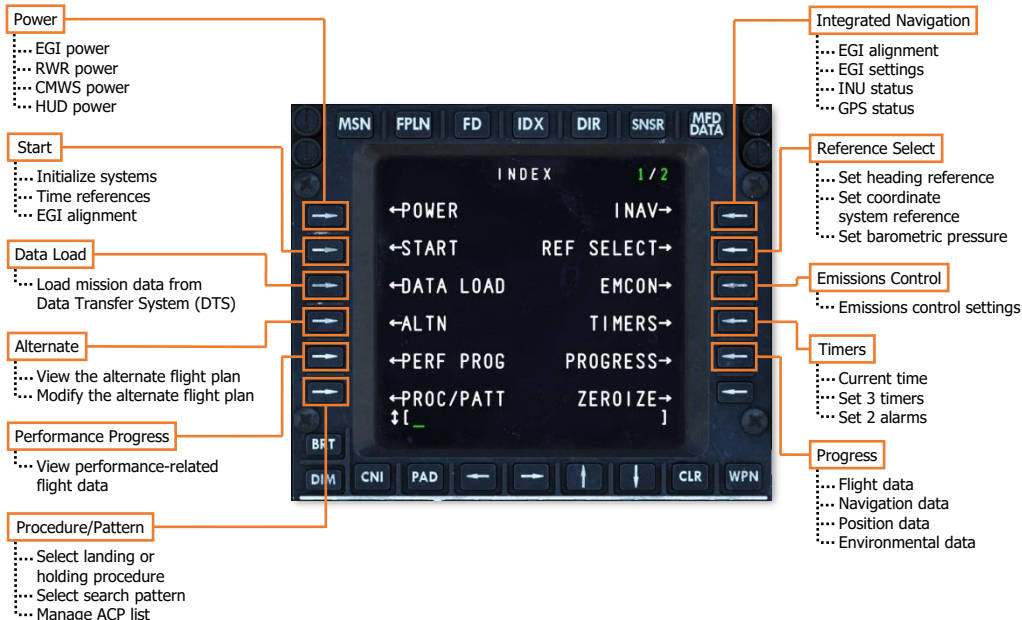 Power
EGI power
RWR power
CMWS power
HUD power
Start
Initialize systems
Time references
EGI alignment
Data Load
Load mission data from
Data Transfer System (DTS)
Alternate
View the alternate flight plan
Modify the alternate flight plan
Performance Progress
View performance-related
flight data
Procedure/Pattern
Select landing or
holding procedure
Select search pattern
Manage ACP list
MSN FPLN FD IDX DIR SNSR MFD
DATA
INDEX 1/2
←POWER INAV→
←START REF SELECT→
←DATA LOAD EMCON→
←ALTN TIMERS→
←PERF PROG PROGRESS→
←PROC/PATT ZEROIZE→
↕[_ ]
BRT
DIM CNI PAD ← → ↑ ↓ CLR WPN
Integrated Navigation
EGI alignment
EGI settings
INU status
GPS status
Reference Select
Set heading reference
Set coordinate
system reference
Set barometric pressure
Emissions Control
Emissions control settings
Timers
Current time
Set 3 timers
Set 2 alarms
Progress
Flight data
Navigation data
Position data
Environmental data